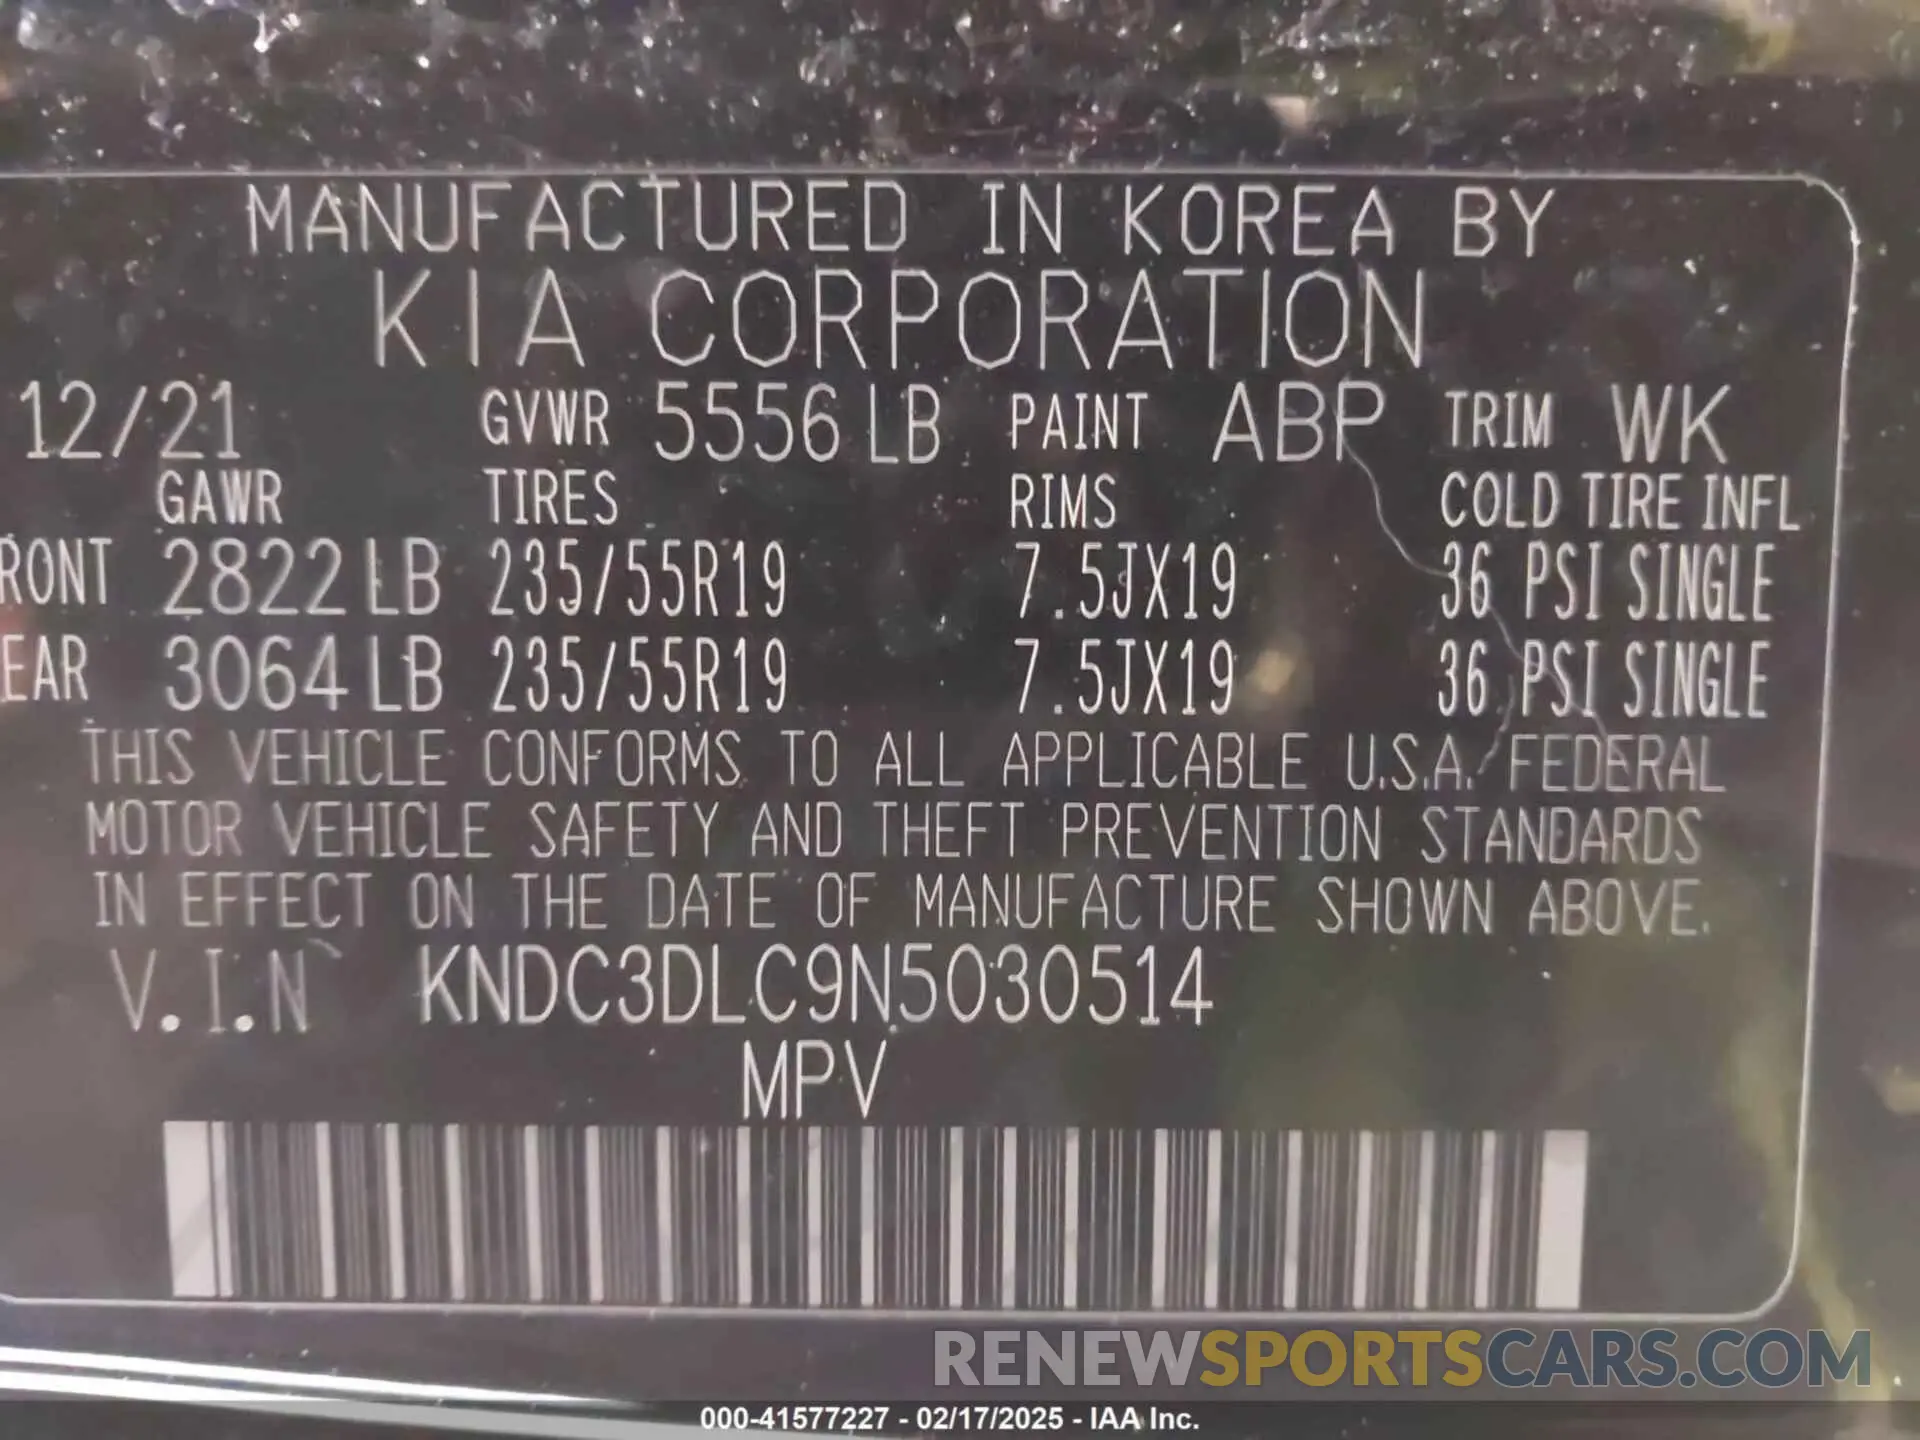 MANUFACTURED IN KOREA BY
KIA CORPORATION
12/21 GVWR 5556 LB PAINT ABP TRIM WK
GAWR TIRES RIMS COLD TIRE INFL
RONT 2822 LB 235/55R19 7.5JX19 36 PSI SINGLE
EAR 3064 LB 235/55R19 7.5JX19 36 PSI SINGLE
THIS VEHICLE CONFORMS TO ALL APPLICABLE U.S.A. FEDERAL
MOTOR VEHICLE SAFETY AND THEFT PREVENTION STANDARDS
IN EFFECT ON THE DATE OF MANUFACTURE SHOWN ABOVE.
V.I.N KNDC3DLC9N5030514
MPV
RENEWSPORTSCARS.COM
000-41577227 - 02/17/2025 - IAA Inc.